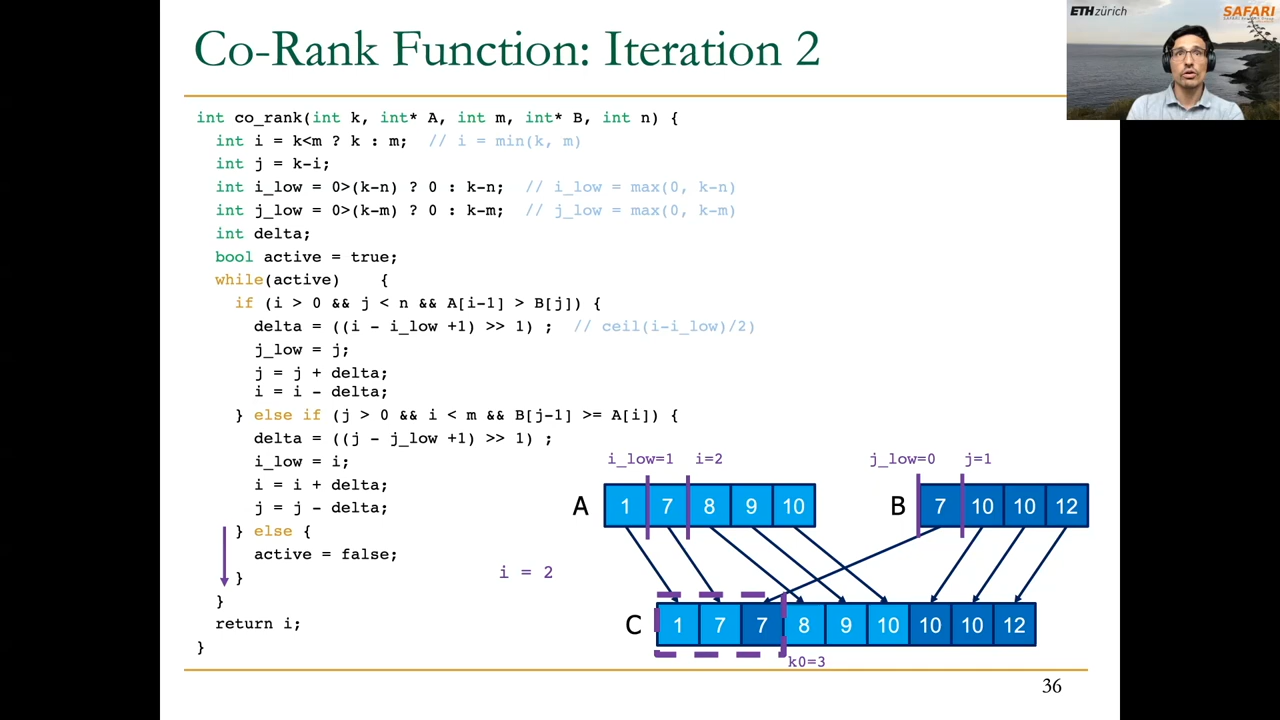 Co-Rank Function: Iteration 2
ETHzürich
SAFARI
int co_rank(int k, int* A, int m, int* B, int n) {
int i = k<m ? k : m;  // i = min(k, m)
int j = k-i;
int i_low = 0>(k-n) ? 0 : k-n;  // i_low = max(0, k-n)
int j_low = 0>(k-m) ? 0 : k-m;  // j_low = max(0, k-m)
int delta;
bool active = true;
while(active)    {
if (i > 0 && j < n && A[i-1] > B[j]) {
delta = ((i - i_low +1) >> 1) ;  // ceil(i-i_low)/2)
j_low = j;
j = j + delta;
i = i - delta;
} else if (j > 0 && i < m && B[j-1] >= A[i]) {
delta = ((j - j_low +1) >> 1) ;
i_low = i;
i = i + delta;
j = j - delta;
} else {
active = false;
}
}
return i;
}
i = 2
i_low=1 i=2 j_low=0 j=1
A 1 7 8 9 10 B 7 10 10 12
C 1 7 7 8 9 10 10 10 12
k0=3
36